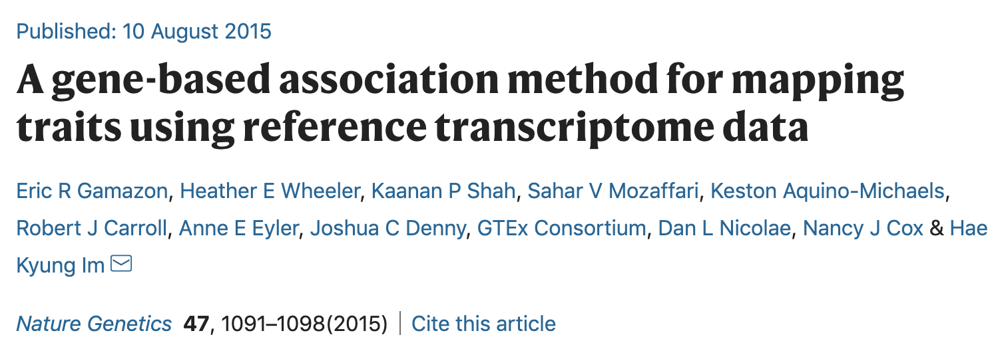 Published: 10 August 2015
A gene-based association method for mapping
traits using reference transcriptome data
Eric R Gamazon, Heather E Wheeler, Kaanan P Shah, Sahar V Mozaffari, Keston Aquino-Michaels,
Robert J Carroll, Anne E Eyler, Joshua C Denny, GTEx Consortium, Dan L Nicolae, Nancy J Cox & Hae
Kyung Im
Nature Genetics 47, 1091–1098(2015) | Cite this article